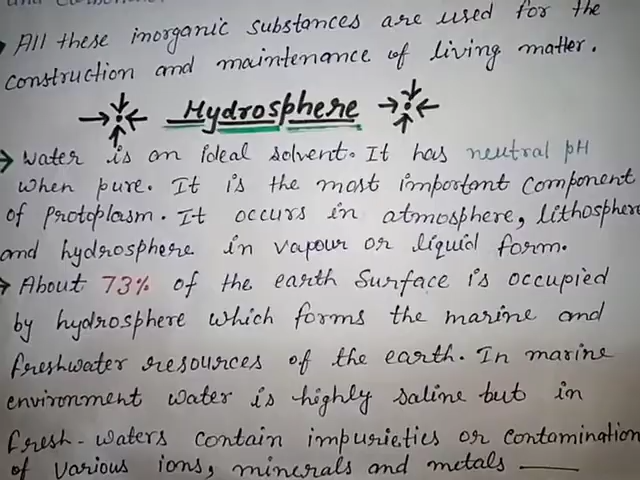 All these inorganic substances are used for the
construction and maintenance of living matter.
Hydrosphere
→ Water is an ideal solvent. It has neutral pH
when pure. It is the most important component
of Protoplasm. It occurs in atmosphere, lithosphere
and hydrosphere in vapour or liquid form.
→ About 73% of the earth surface is occupied
by hydrosphere which forms the marine and
freshwater resources of the earth. In marine
environment water is highly saline but in
fresh-waters contain impurieties or contamination
of various ions, minerals and metals